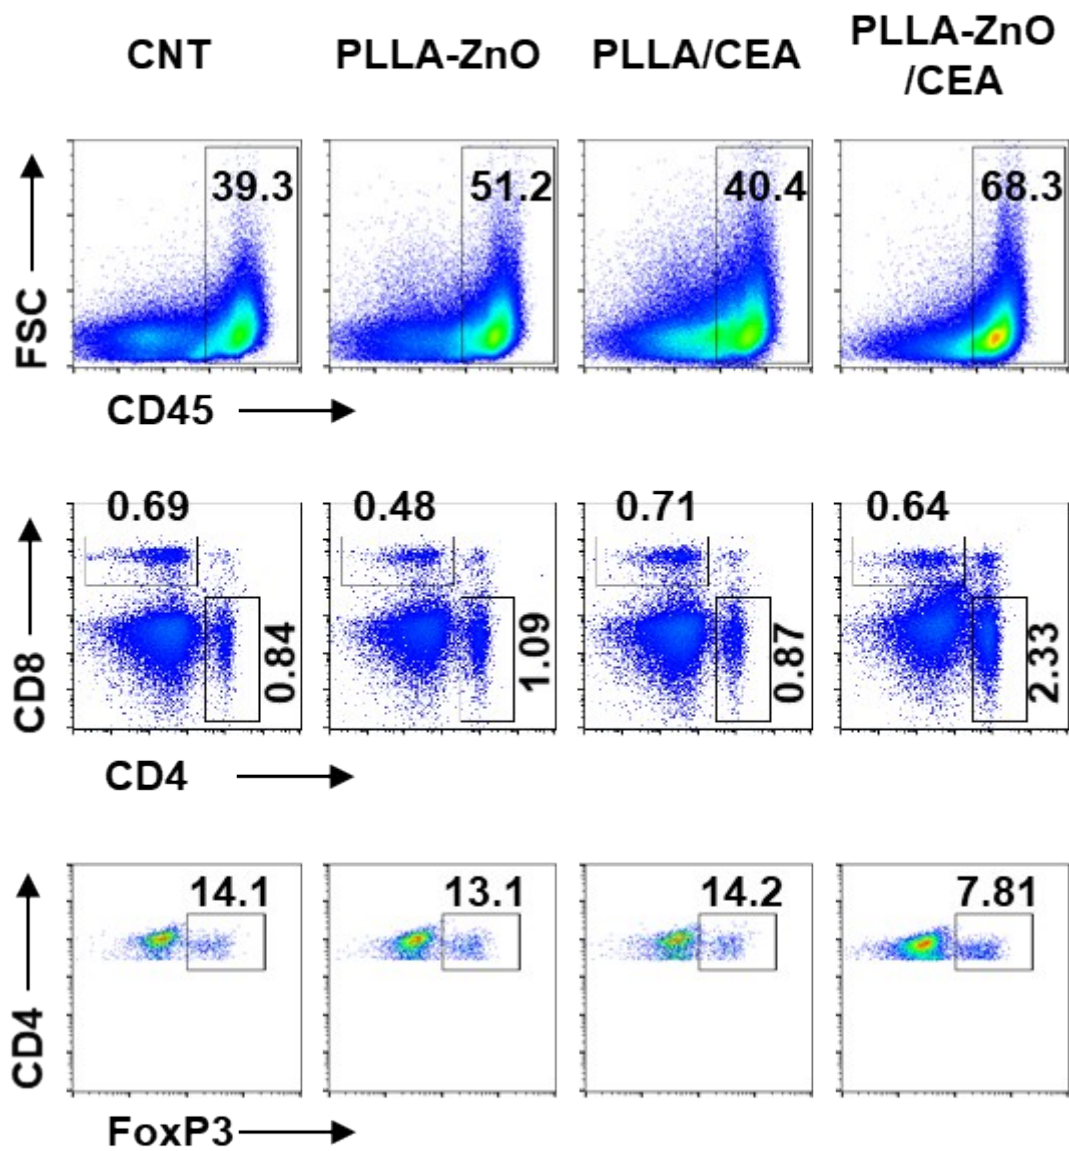 CNT
PLLA-ZnO
PLLA/CEA
PLLA-ZnO
/CEA
FSC
39.3
51.2
40.4
68.3
CD45
CD8
0.69
0.48
0.71
0.64
0.84
1.09
0.87
2.33
CD4
CD4
14.1
13.1
14.2
7.81
FoxP3